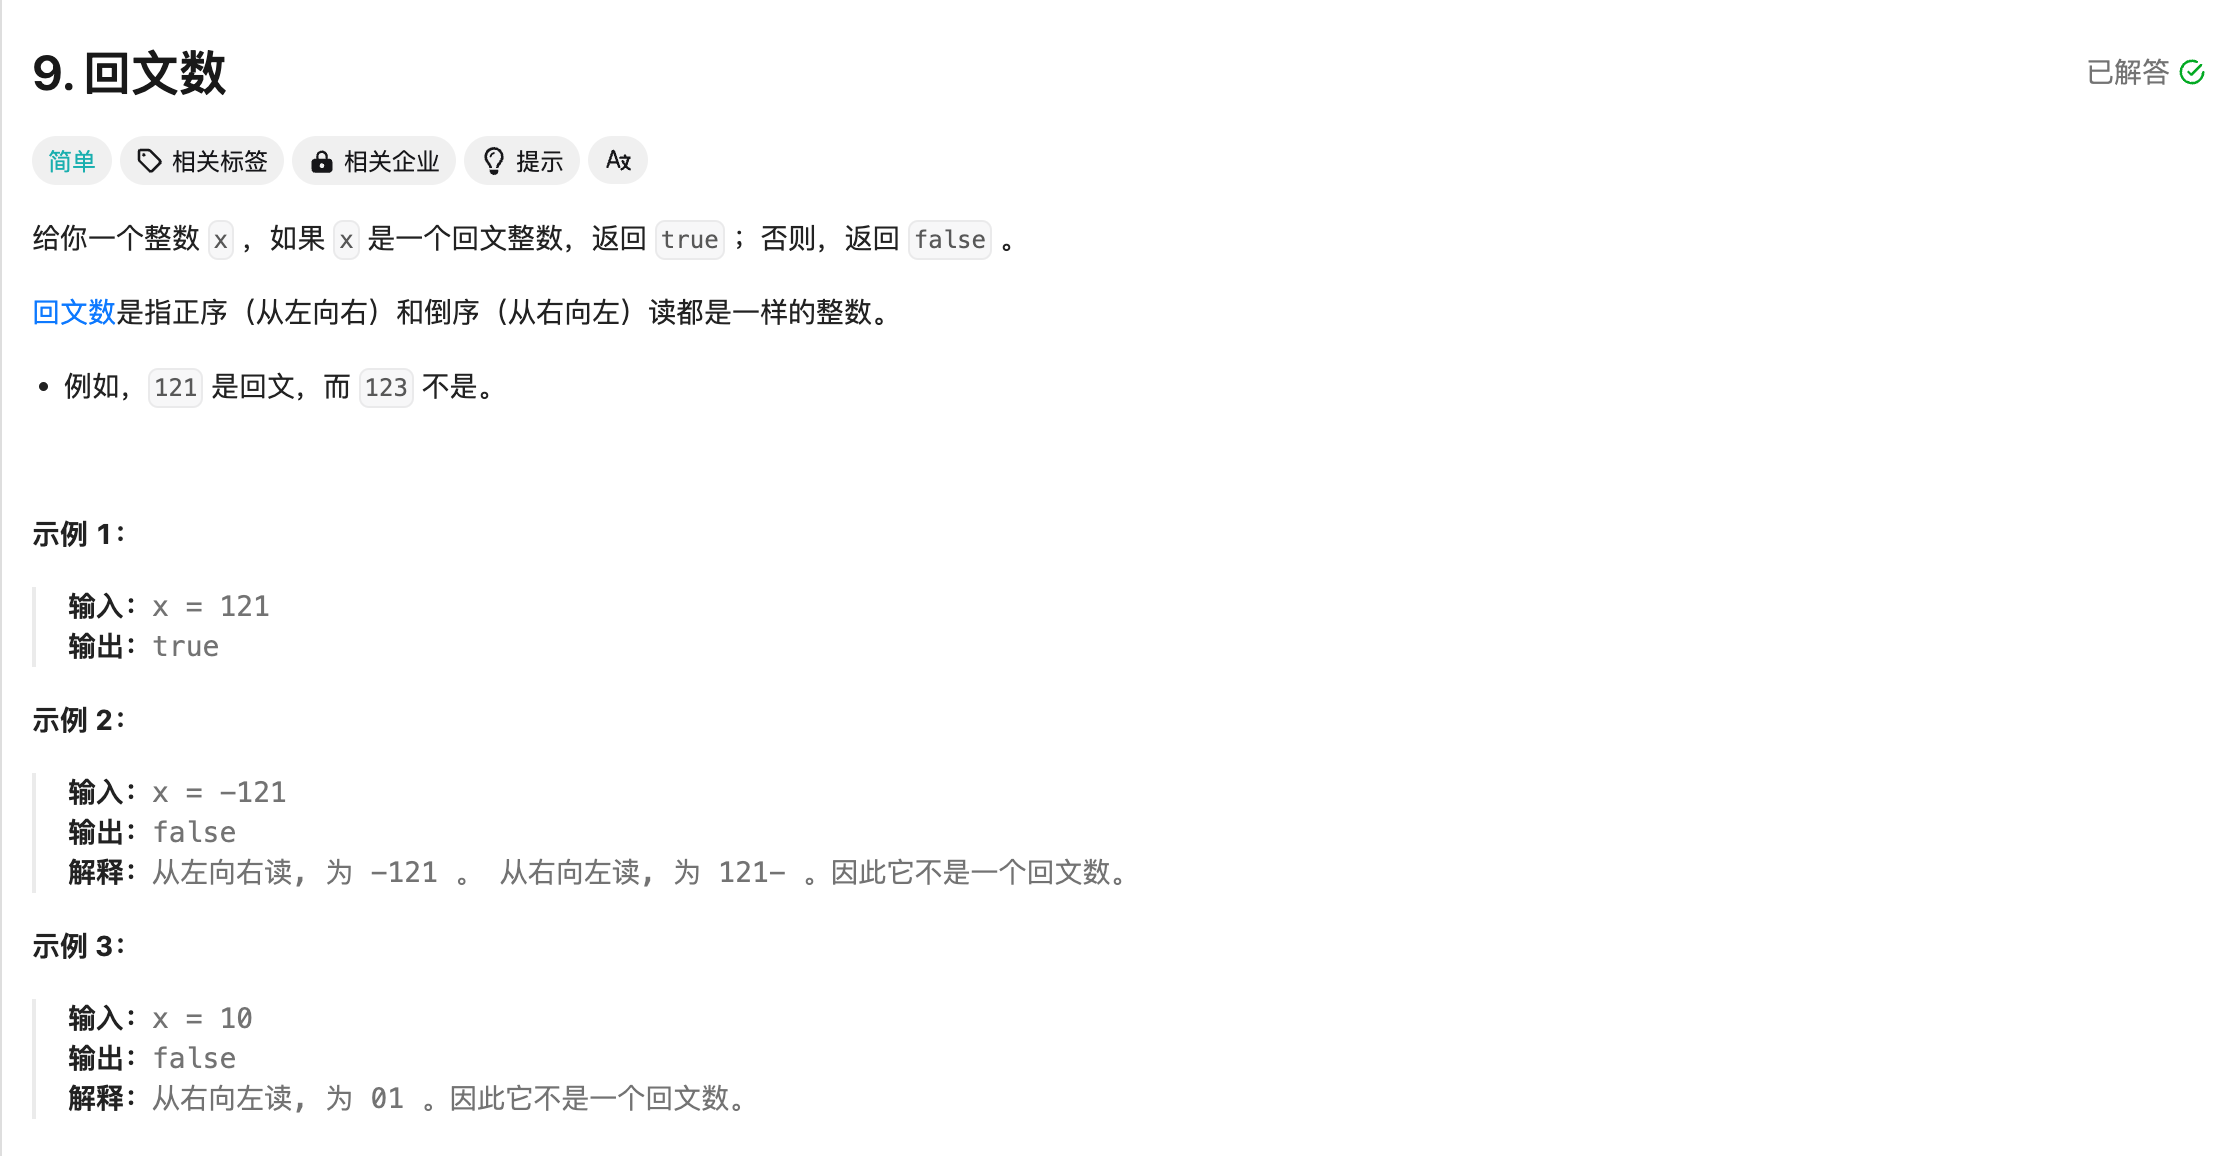 9. 回文数
已解答
简单 相关标签 相关企业 提示
给你一个整数 x ，如果 x 是一个回文整数，返回 true ；否则，返回 false 。
回文数是指正序（从左向右）和倒序（从右向左）读都是一样的整数。
• 例如，121 是回文，而 123 不是。
示例 1：
输入：x = 121
输出：true
示例 2：
输入：x = -121
输出：false
解释：从左向右读, 为 -121 。 从右向左读, 为 121- 。因此它不是一个回文数。
示例 3：
输入：x = 10
输出：false
解释：从右向左读, 为 01 。因此它不是一个回文数。